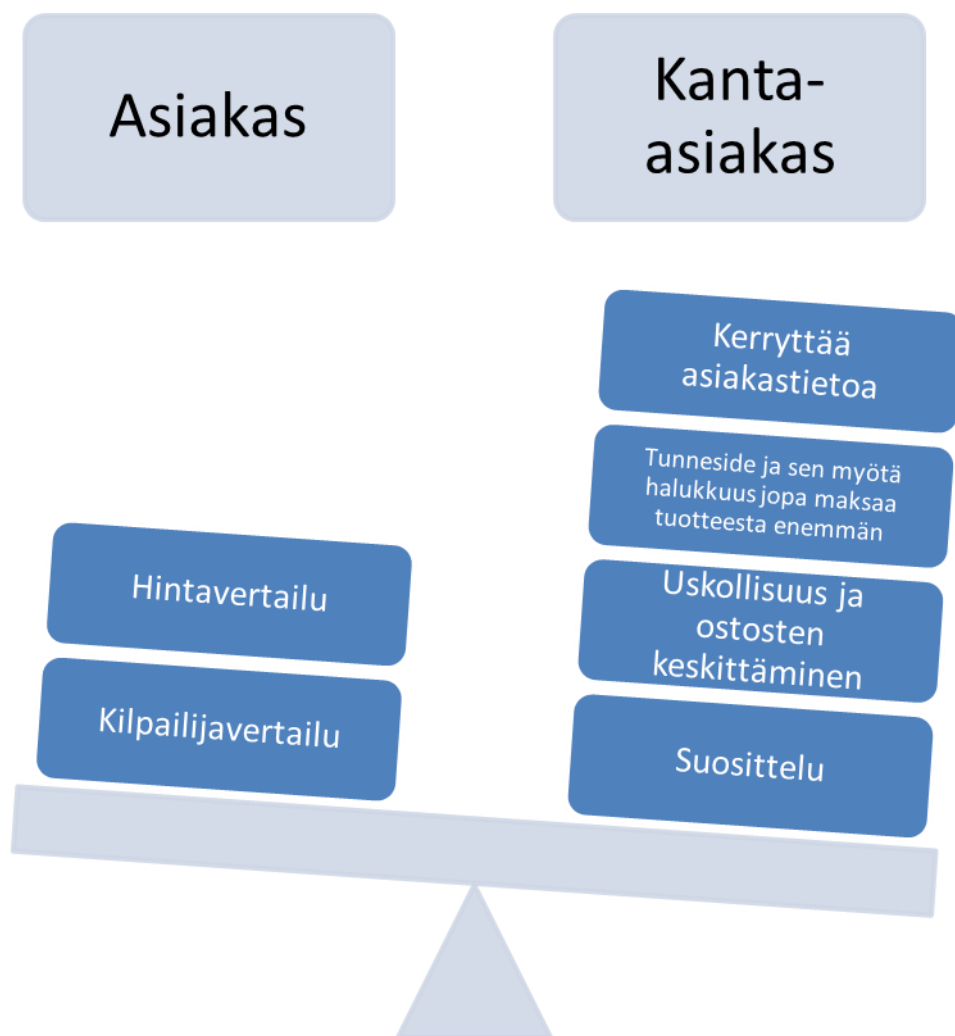 Asiakas
Kanta-
asiakas
Hintavertailu
Kilpailijavertailu
Kerryttää
asiakastietoa
Tunneside ja sen myötä
halukkuus jopa maksaa
tuotteesta enemmän
Uskollisuus ja
ostosten
keskittäminen
Suosittelu